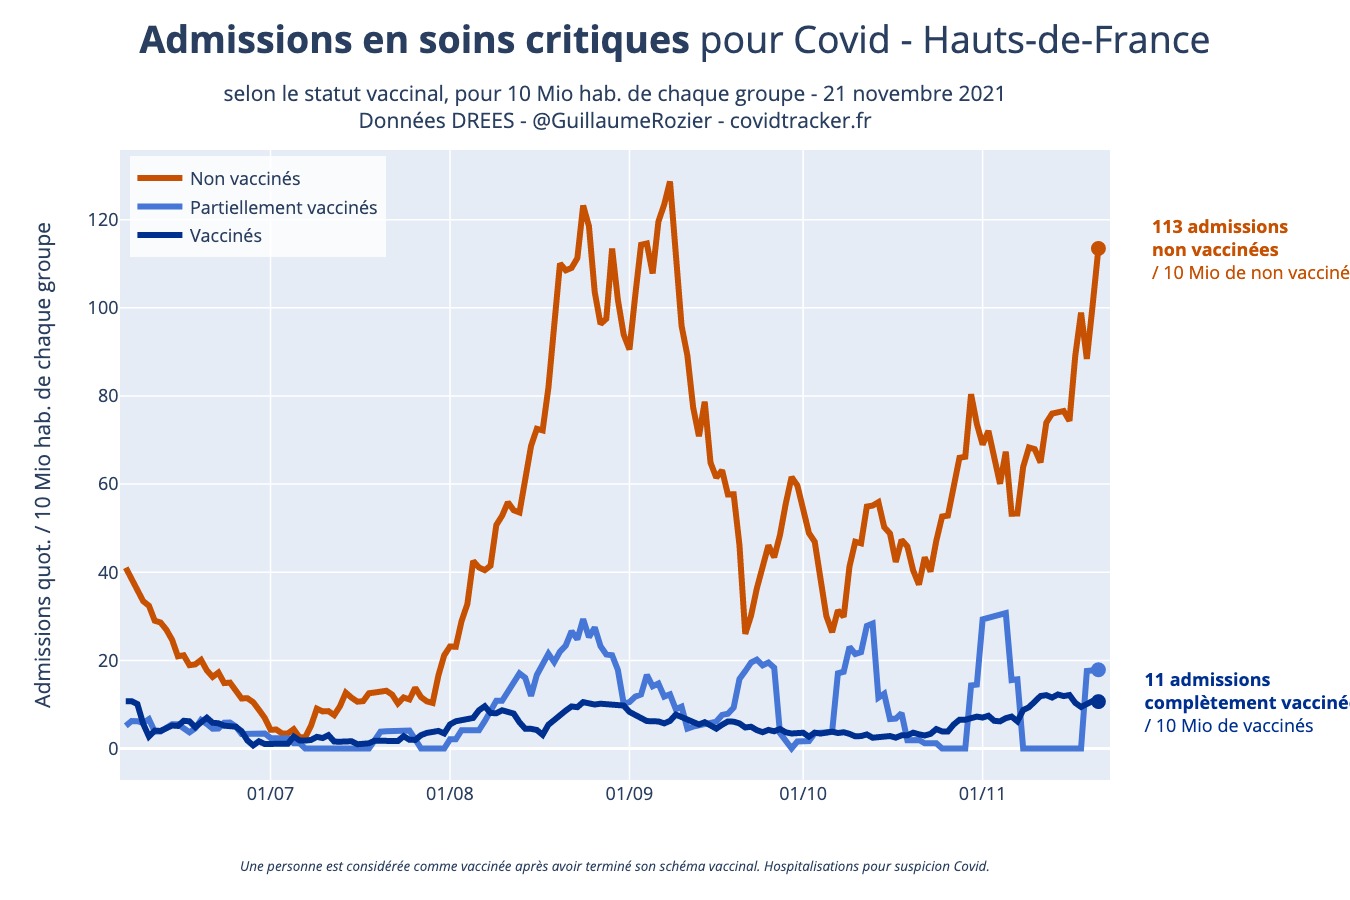 Admissions en soins critiques pour Covid - Hauts-de-France
selon le statut vaccinal, pour 10 Mio hab. de chaque groupe - 21 novembre 2021
Données DREES - @GuillaumeRozier - covidtracker.fr
Non vaccinés
Partiellement vaccinés
Vaccinés
Admissions quot. / 10 Mio hab. de chaque groupe
120
100
80
60
40
20
0
01/07
01/08
01/09
01/10
01/11
113 admissions
non vaccinées
/ 10 Mio de non vacciné
11 admissions
complètement vacciné
/ 10 Mio de vaccinés
Une personne est considérée comme vaccinée après avoir terminé son schéma vaccinal. Hospitalisations pour suspicion Covid.